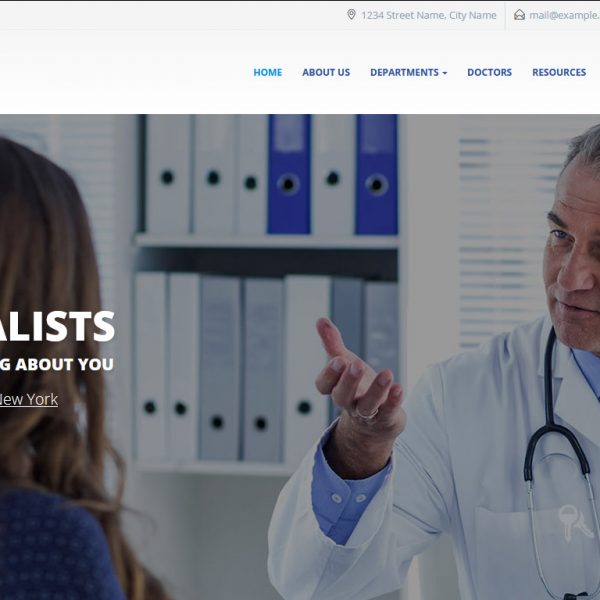 1234 Street Name, City Name mail@example.
HOME ABOUT US DEPARTMENTS DOCTORS RESOURCES
ALISTS
G ABOUT YOU
New York